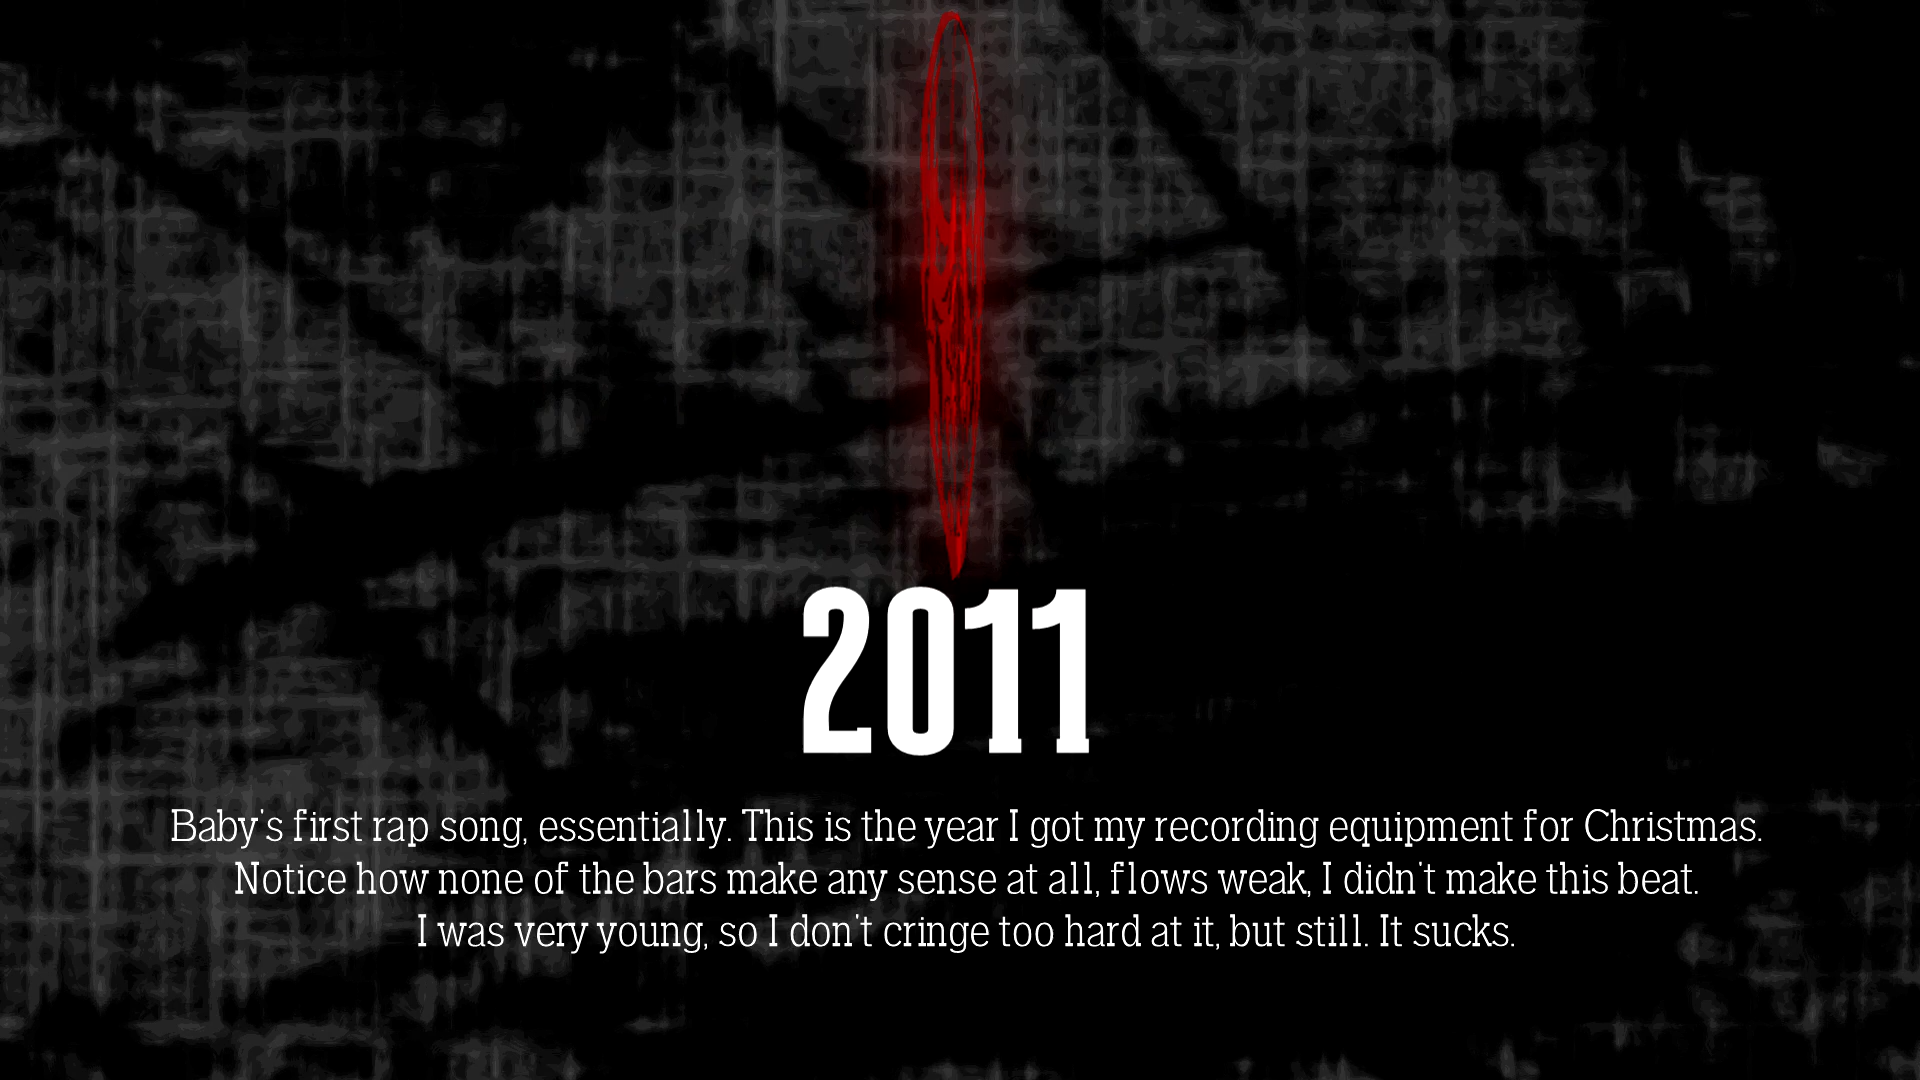 2011
Baby's first rap song, essentially. This is the year I got my recording equipment for Christmas.
Notice how none of the bars make any sense at all, flows weak, I didn't make this beat.
I was very young, so I don't cringe too hard at it, but still. It sucks.